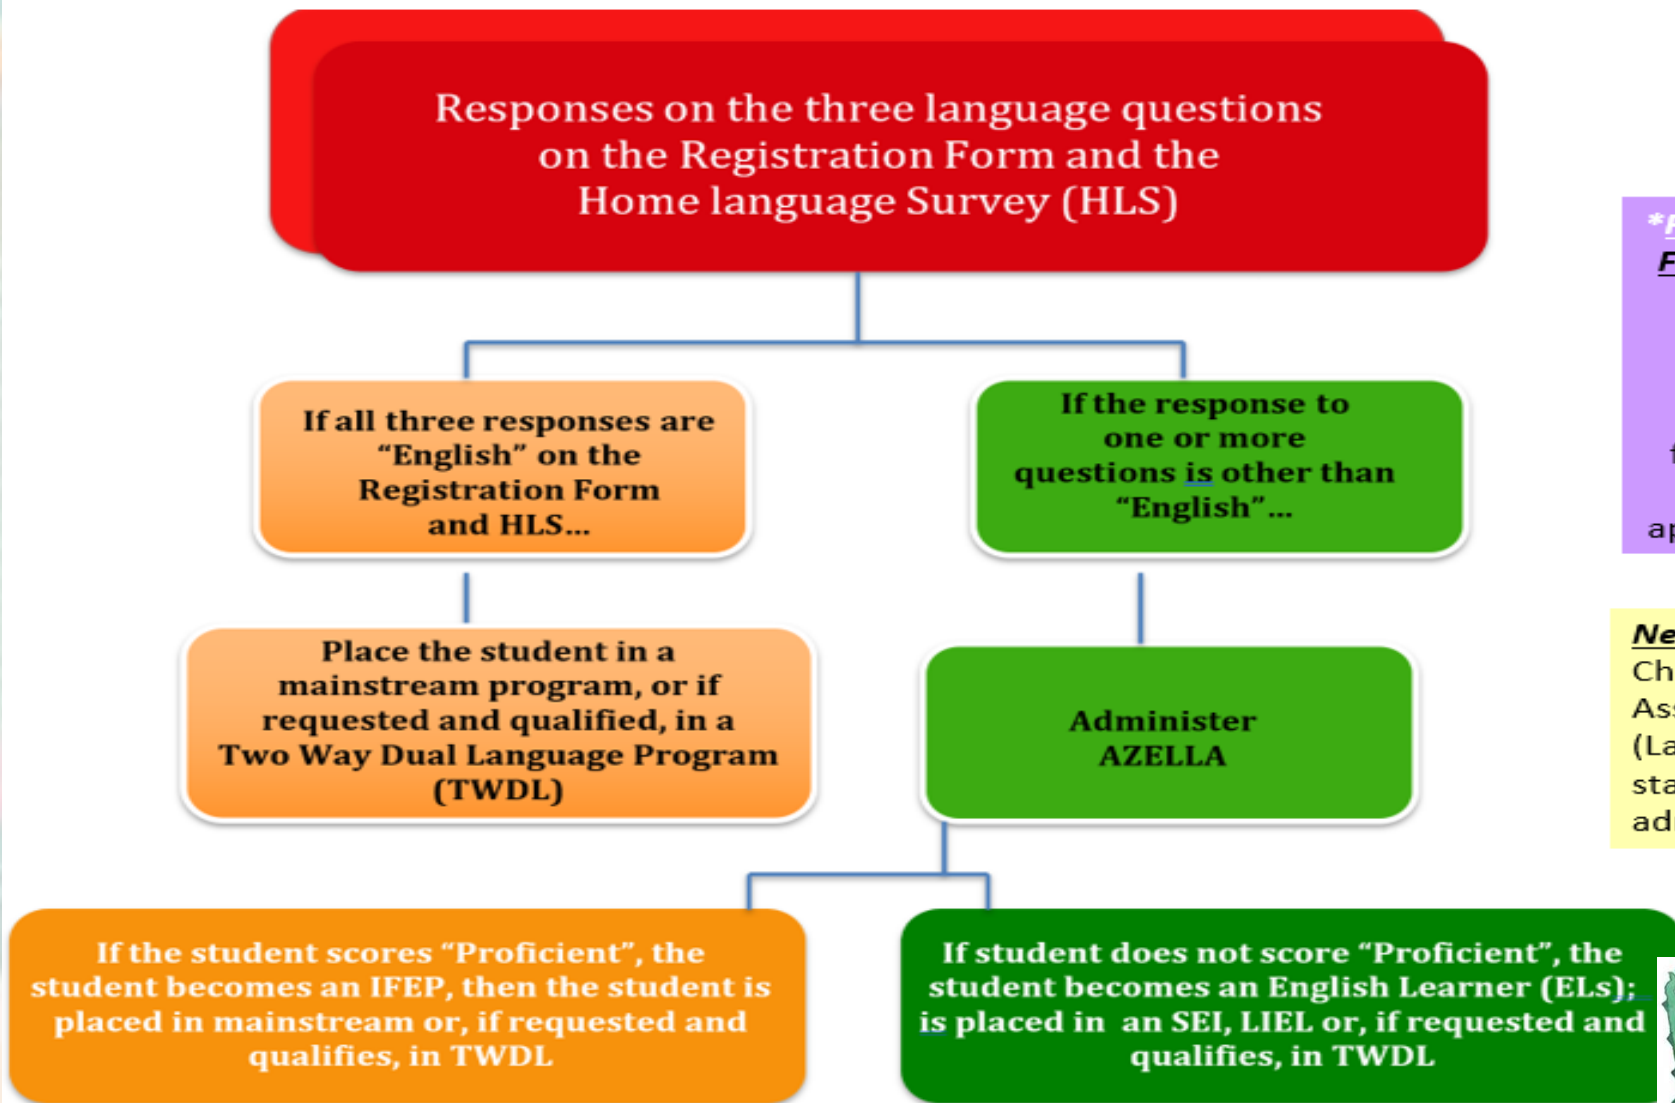 Responses on the three language questions
on the Registration Form and the
Home language Survey (HLS)
If all three responses are
“English” on the
Registration Form
and HLS...
If the response to
one or more
questions is other than
“English”...
Place the student in a
mainstream program, or if
requested and qualified, in a
Two Way Dual Language Program
(TWDL)
Administer
AZELLA
If the student scores “Proficient”, the
student becomes an IFEP, then the student is
placed in mainstream or, if requested and
qualifies, in TWDL
If student does not score “Proficient”, the
student becomes an English Learner (ELs);
is placed in  an SEI, LIEL or, if requested and
qualifies, in TWDL